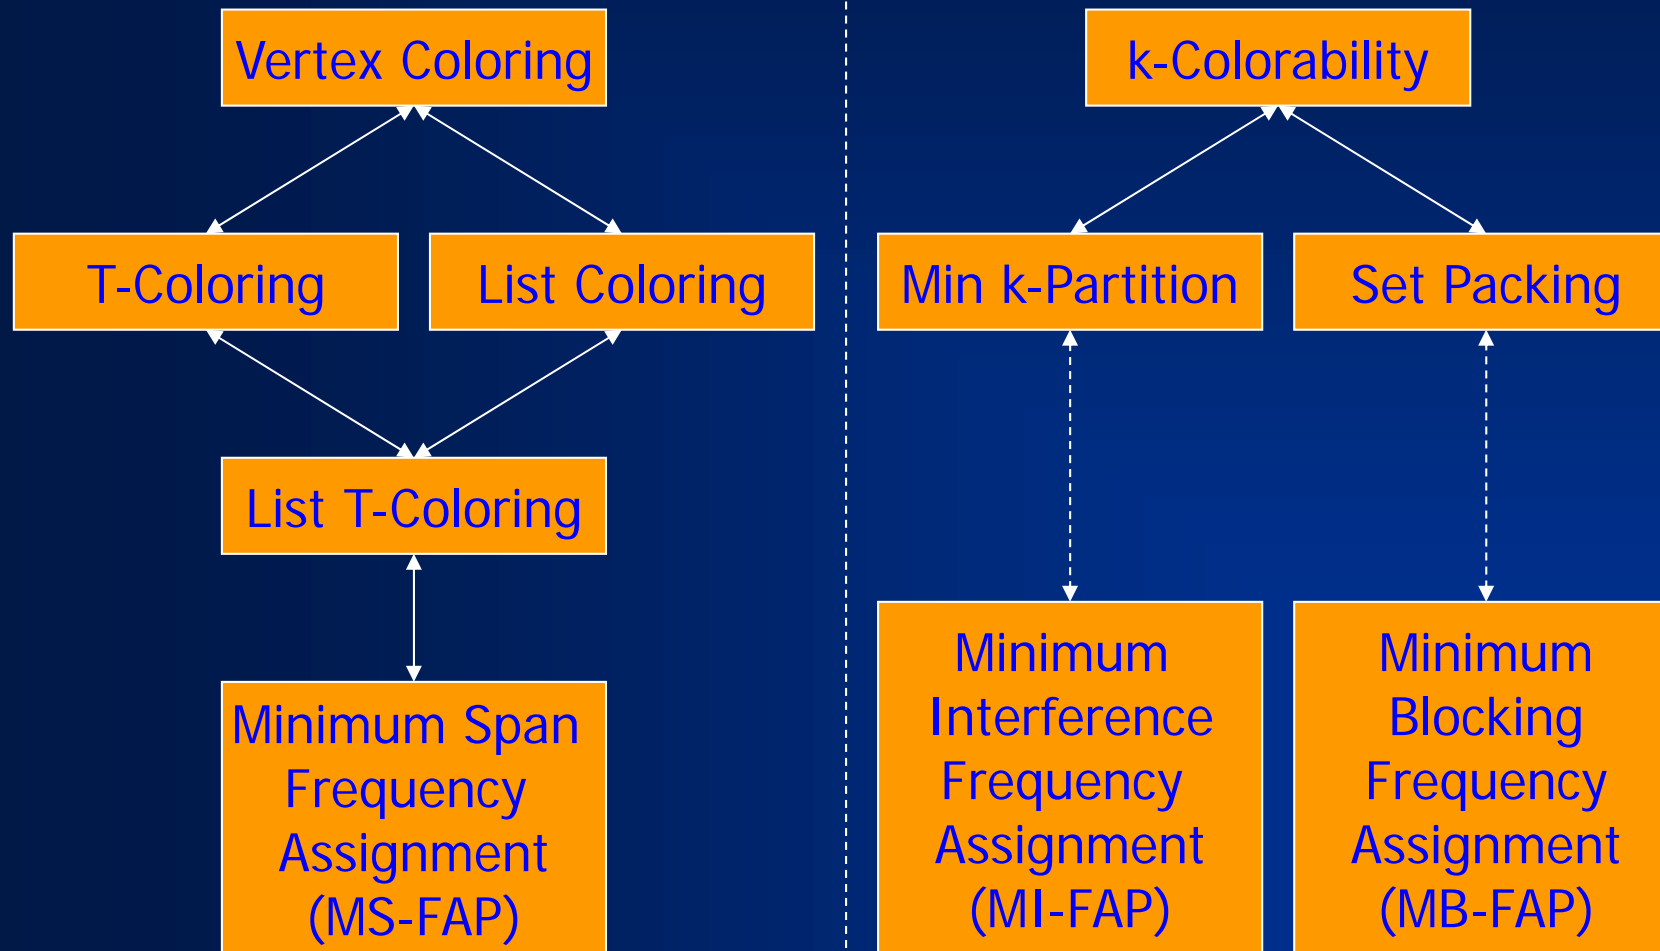 Vertex Coloring
k-Colorability
T-Coloring
List Coloring
Min k-Partition
Set Packing
List T-Coloring
Minimum Span
Frequency
Assignment
(MS-FAP)
Minimum
Interference
Frequency
Assignment
(MI-FAP)
Minimum
Blocking
Frequency
Assignment
(MB-FAP)